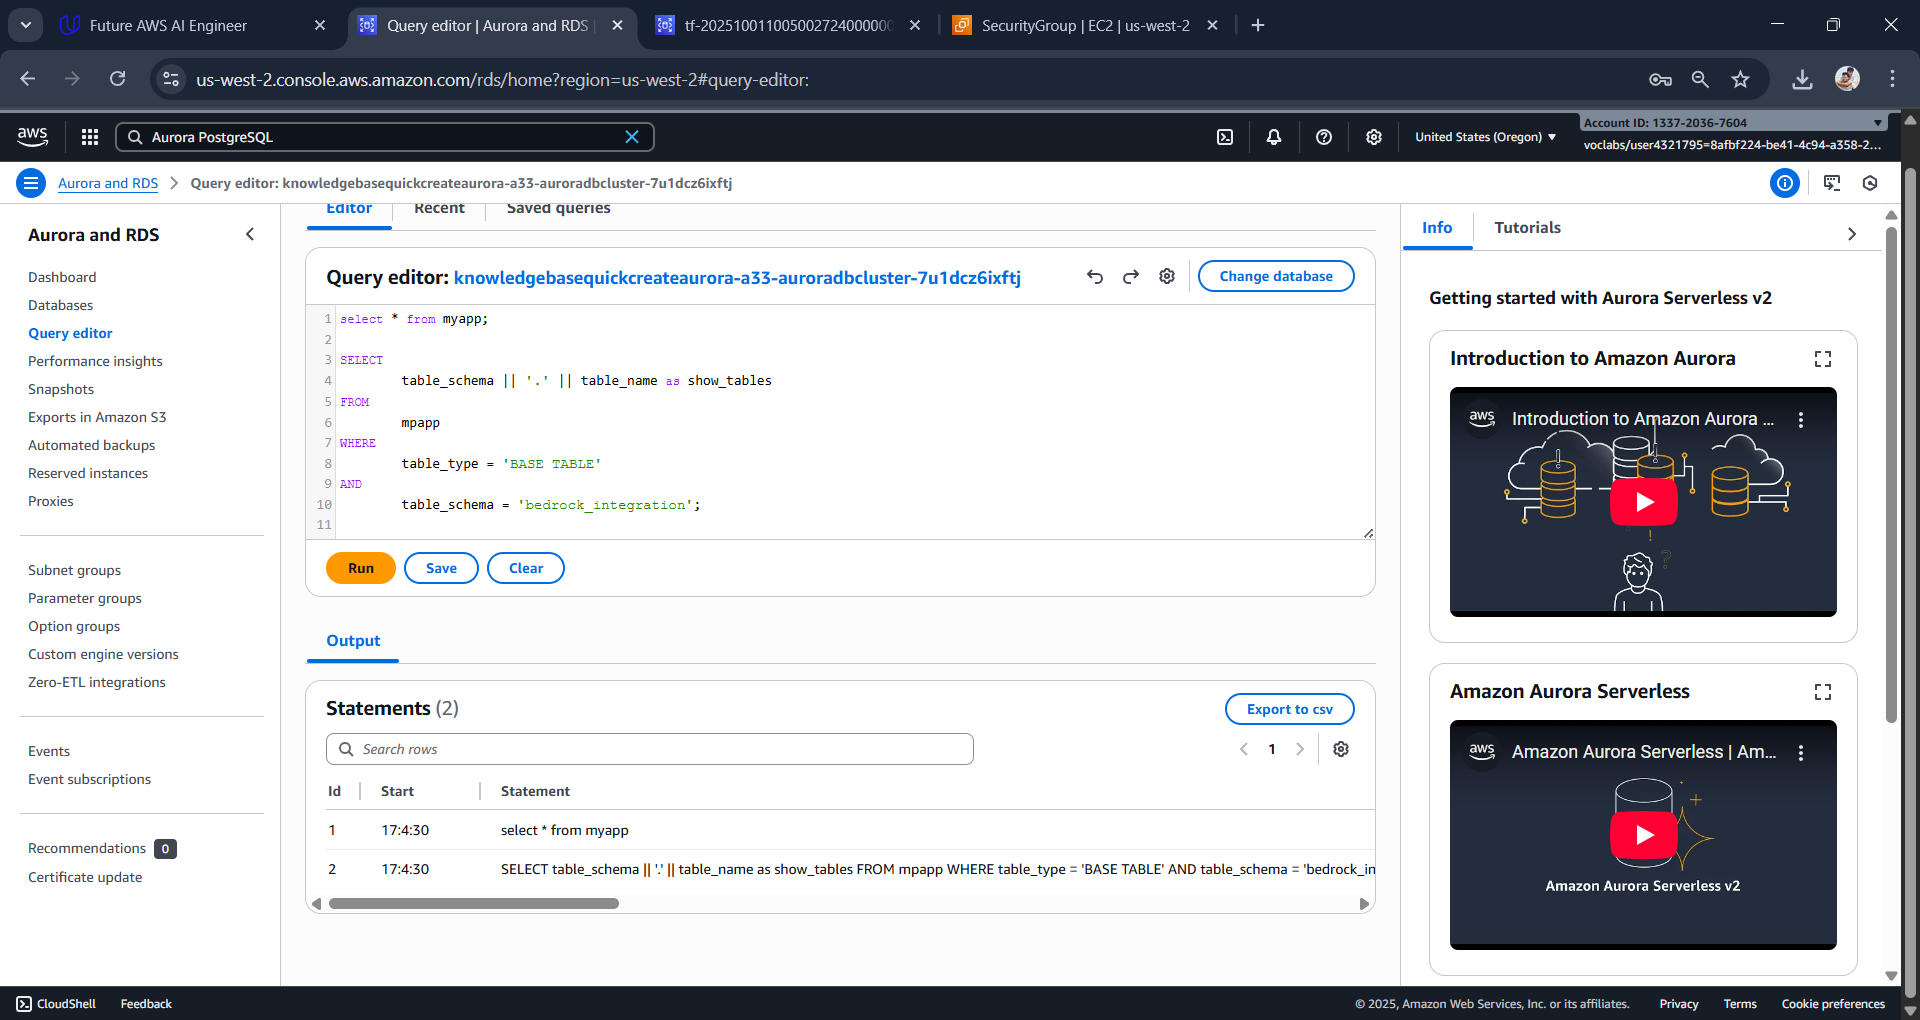 Future AWS AI Engineer
Query editor | Aurora and RDS
SecurityGroup | EC2 | us-west-2
us-west-2.console.aws.amazon.com/rds/home?region=us-west-2#query-editor:
aws
Aurora PostgreSQL
United States (Oregon)
Account ID: 1337-2036-7604
voclabs/user4321795=8afbf224-be41-4c94-a358-2...
Aurora and RDS
Query editor: knowledgebasequickcreateaurora-a33-auroradbcluster-7u1dcz6ixftj
Aurora and RDS
Dashboard
Databases
Query editor
Performance insights
Snapshots
Exports in Amazon S3
Automated backups
Reserved instances
Proxies
Subnet groups
Parameter groups
Option groups
Custom engine versions
Zero-ETL integrations
Events
Event subscriptions
Recommendations 0
Certificate update
Editor
Recent
Saved queries
Query editor: knowledgebasequickcreateaurora-a33-auroradbcluster-7u1dcz6ixftj
Change database
1 select * from myapp;
2
3 SELECT
4 table_schema || '.' || table_name as show_tables
5 FROM
6 mpapp
7 WHERE
8 table_type = 'BASE TABLE'
9 AND
10 table_schema = 'bedrock_integration';
11
Run
Save
Clear
Output
Statements (2)
Export to csv
Search rows
1
Id Start Statement
1 17:4:30 select * from myapp
2 17:4:30 SELECT table_schema || '.' || table_name as show_tables FROM mpapp WHERE table_type = 'BASE TABLE' AND table_schema = 'bedrock_in
Info
Tutorials
Getting started with Aurora Serverless v2
Introduction to Amazon Aurora
aws
Introduction to Amazon Aurora ...
Amazon Aurora Serverless
aws
Amazon Aurora Serverless | Am...
Amazon Aurora Serverless v2
CloudShell
Feedback
© 2025, Amazon Web Services, Inc. or its affiliates.
Privacy
Terms
Cookie preferences